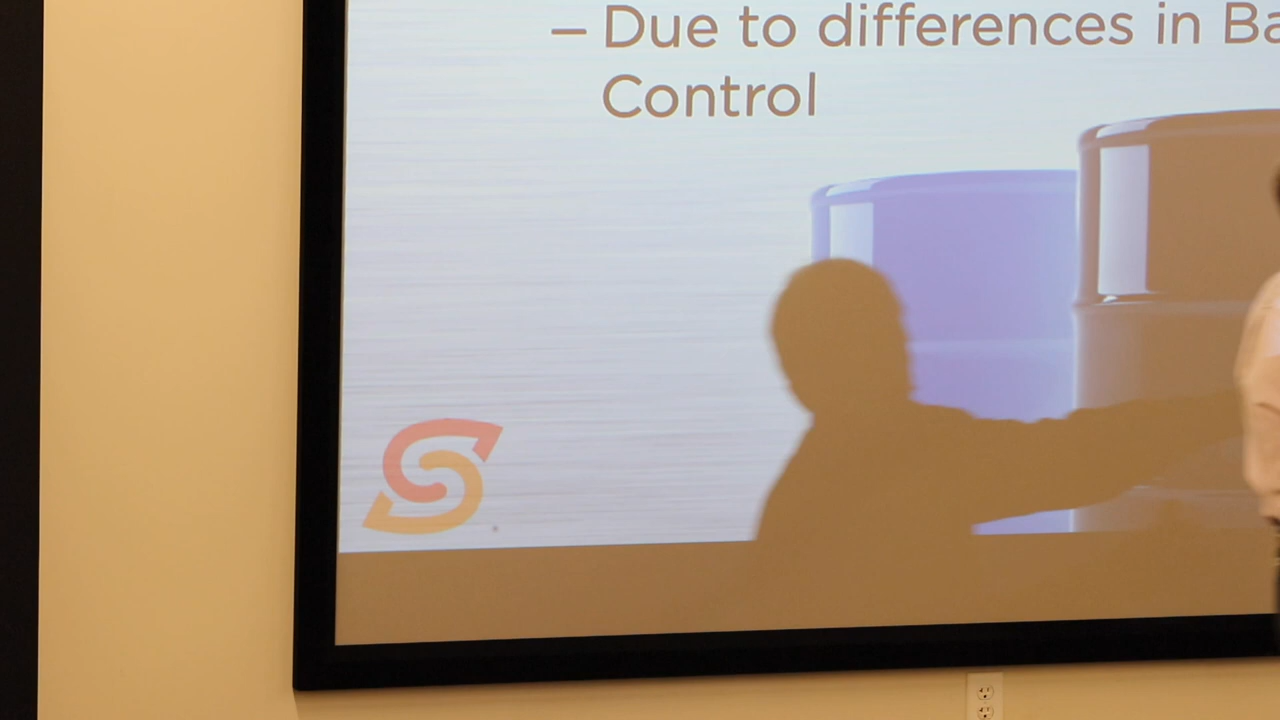 – Due to differences in
Control